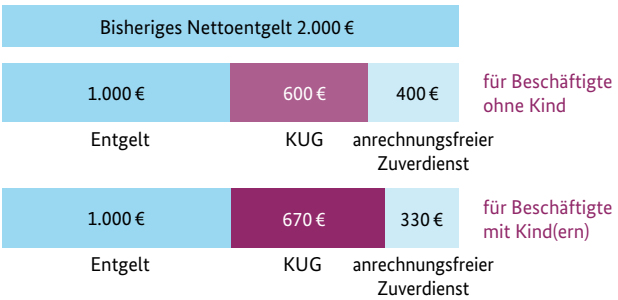 Bisheriges Nettoentgelt 2.000 €
1.000 €
600 €
400 €
für Beschäftigte
ohne Kind
Entgelt
KUG
anrechnungsfreier
Zuverdienst
1.000 €
670 €
330 €
für Beschäftigte
mit Kind(ern)
Entgelt
KUG
anrechnungsfreier
Zuverdienst